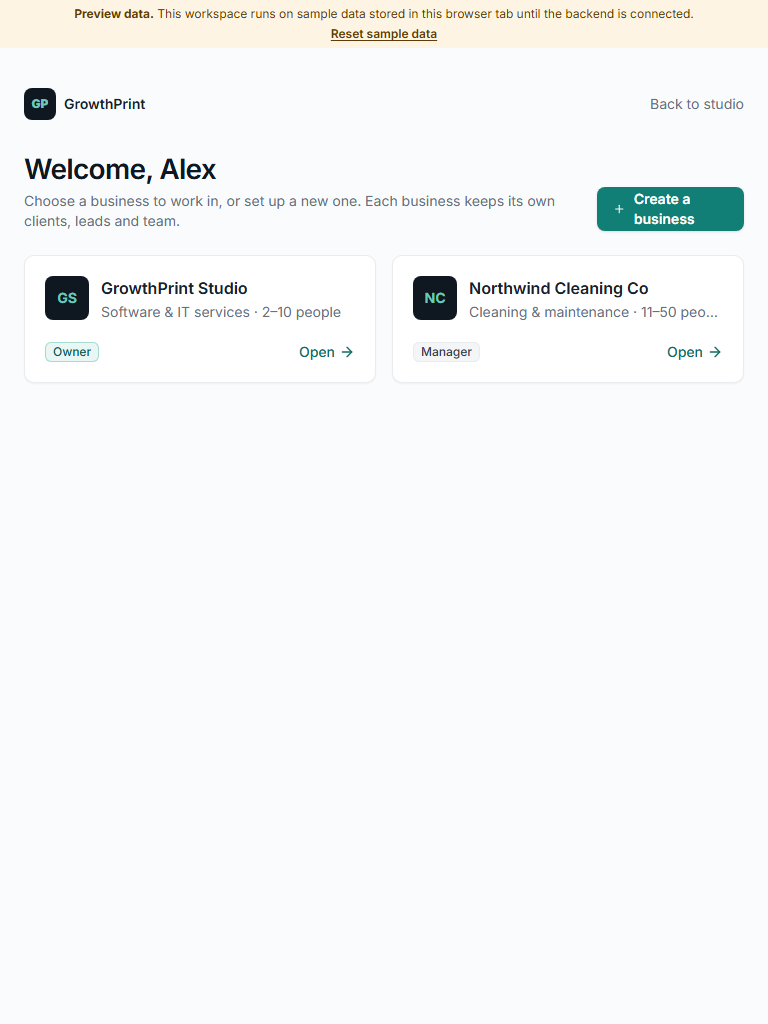 Preview data. This workspace runs on sample data stored in this browser tab until the backend is connected.
Reset sample data
GP GrowthPrint
Back to studio
Welcome, Alex
Choose a business to work in, or set up a new one. Each business keeps its own
clients, leads and team.
+ Create a
business
GS
GrowthPrint Studio
Software & IT services · 2–10 people
Owner
Open →
NC
Northwind Cleaning Co
Cleaning & maintenance · 11–50 peo...
Manager
Open →